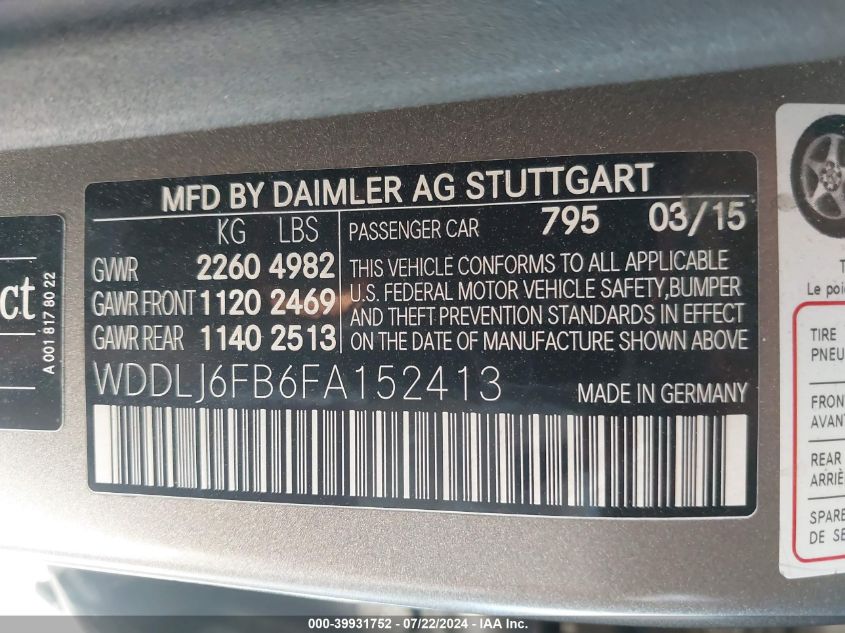 MFD BY DAIMLER AG STUTTGART
KG LBS
GVWR 2260 4982
GAWR FRONT 1120 2469
GAWR REAR 1140 2513
PASSENGER CAR 795 03/15
THIS VEHICLE CONFORMS TO ALL APPLICABLE
U.S. FEDERAL MOTOR VEHICLE SAFETY,BUMPER
AND THEFT PREVENTION STANDARDS IN EFFECT
ON THE DATE OF MANUFACTURE SHOWN ABOVE
WDDLJ6FB6FA152413 MADE IN GERMANY
ct
A 001 817 80 22
T
Le poi
TIRE
PNEU
FRON
AVAN
REAR
ARRIÈ
SPARE
DE SE
000-39931752 - 07/22/2024 - IAA Inc.